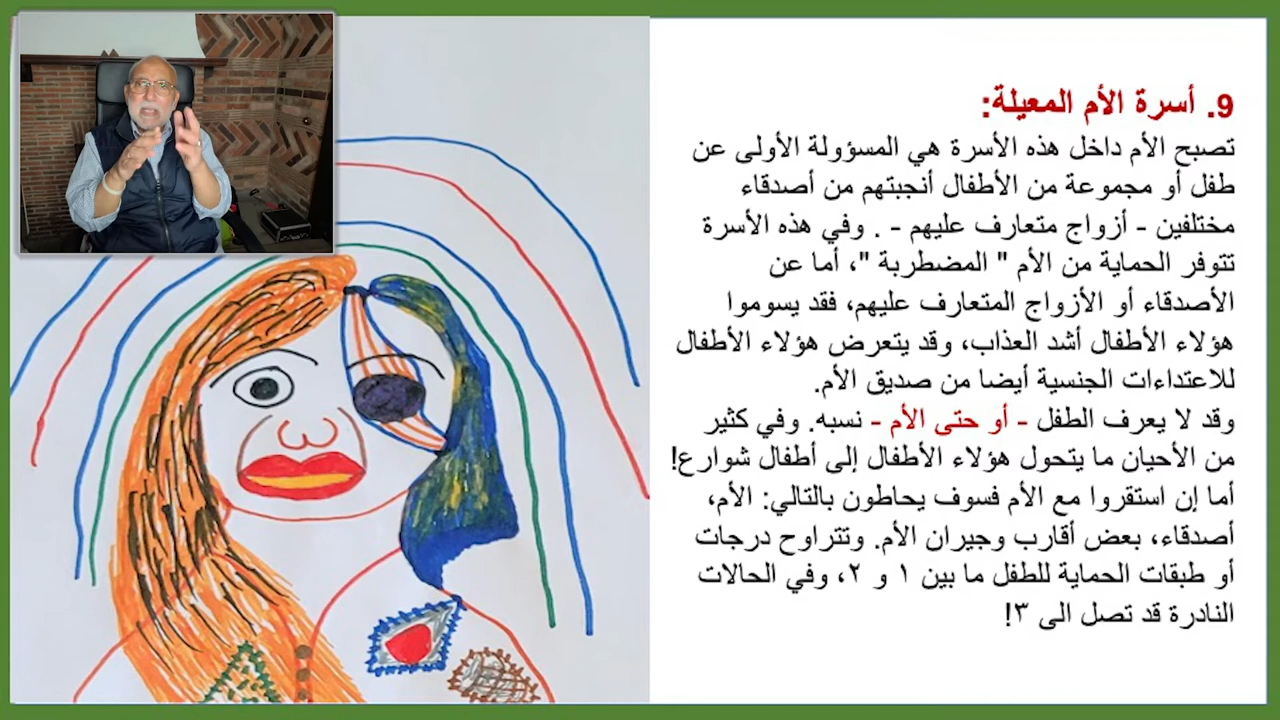 9. أسرة الأم المعيلة:
تصبح الأم داخل هذه الأسرة هي المسؤولة الأولى عن
طفل أو مجموعة من الأطفال أنجبتهم من أصدقاء
مختلفين - أزواج متعارف عليهم - . وفي هذه الأسرة
تتوفر الحماية من الأم " المضطربة "، أما عن
الأصدقاء أو الأزواج المتعارف عليهم، فقد يسوموا
هؤلاء الأطفال أشد العذاب، وقد يتعرض هؤلاء الأطفال
للاعتداءات الجنسية أيضا من صديق الأم.
وقد لا يعرف الطفل - أو حتى الأم - نسبه. وفي كثير
من الأحيان ما يتحول هؤلاء الأطفال إلى أطفال شوارع!
أما إن استقروا مع الأم فسوف يحاطون بالتالي: الأم،
أصدقاء، بعض أقارب وجيران الأم. وتتراوح درجات
أو طبقات الحماية للطفل ما بين ١ و ٢، وفي الحالات
النادرة قد تصل الى ٣!